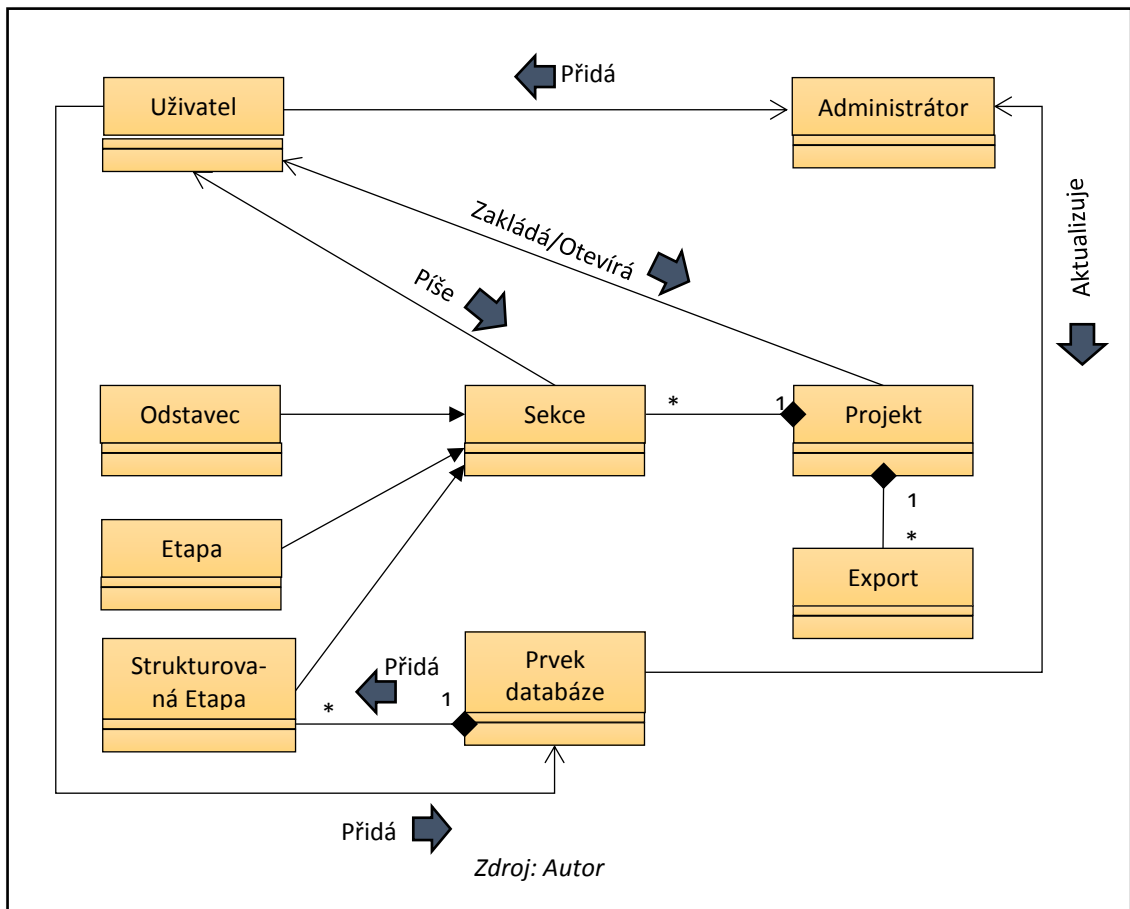 Přidá
Uživatel
Administrátor
Zakládá/Otevírá
Aktualizuje
Píše
Odstavec
Sekce
*
1
Projekt
1
*
Etapa
Export
Strukturova-
ná Etapa
*
Přidá
1
Prvek
databáze
Přidá
Zdroj: Autor